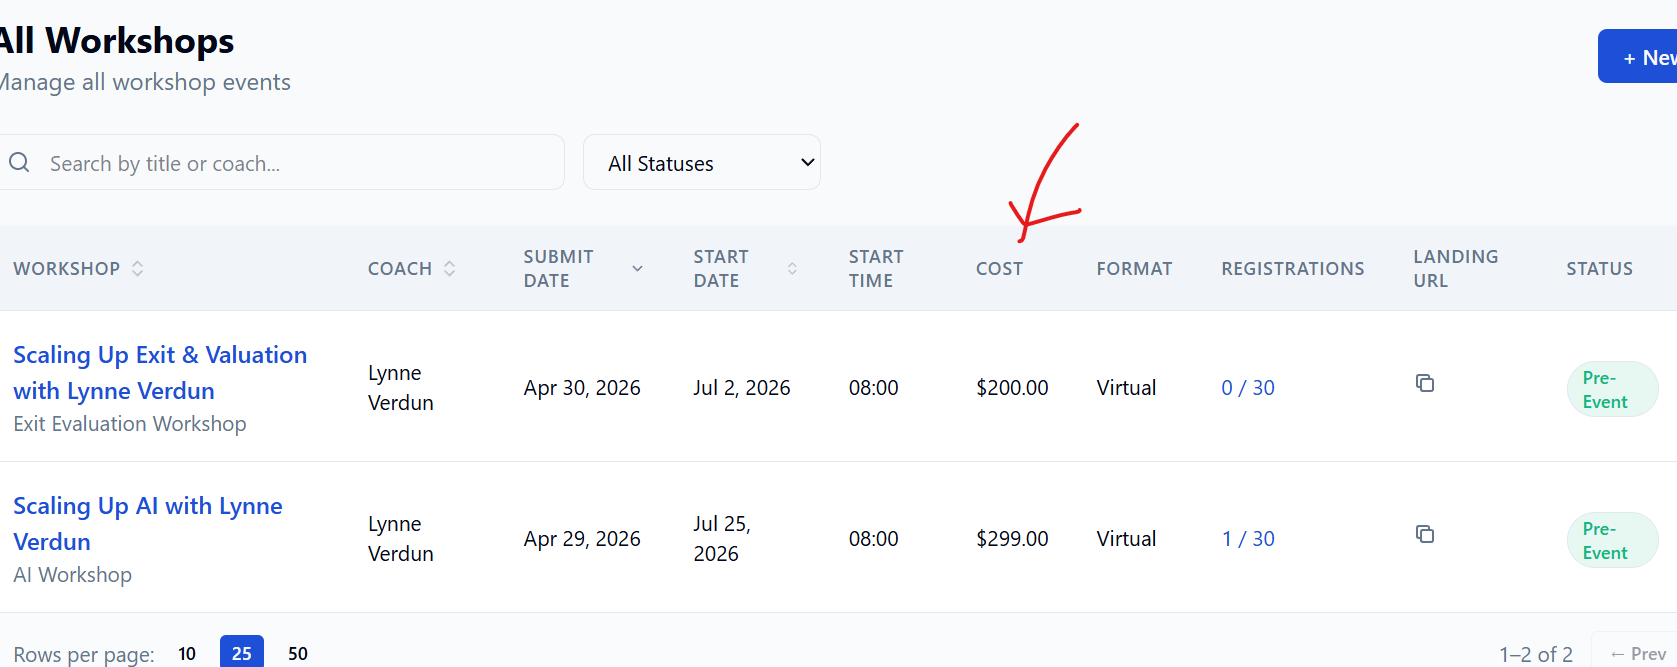 All Workshops
Manage all workshop events
+ New
Search by title or coach...
All Statuses
WORKSHOP COACH SUBMIT DATE START DATE START TIME COST FORMAT REGISTRATIONS LANDING URL STATUS
Scaling Up Exit & Valuation with Lynne Verdun
Exit Evaluation Workshop
Lynne Verdun
Apr 30, 2026
Jul 2, 2026
08:00
$200.00
Virtual
0 / 30
Pre-Event
Scaling Up AI with Lynne Verdun
AI Workshop
Lynne Verdun
Apr 29, 2026
Jul 25, 2026
08:00
$299.00
Virtual
1 / 30
Pre-Event
Rows per page: 10 25 50
1–2 of 2
← Prev